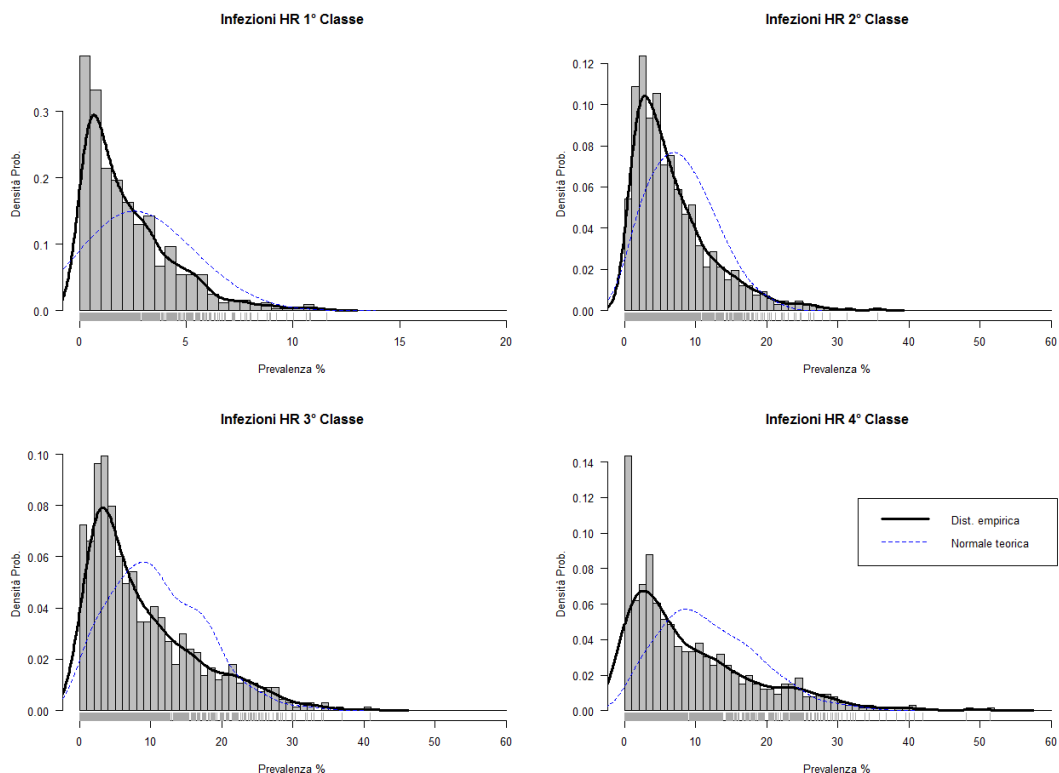 Infezioni HR 1° Classe
Densità Prob.
0.3
0.2
0.1
0.0
0 5 10 15 20
Prevalenza %
Infezioni HR 2° Classe
Densità Prob.
0.12
0.10
0.08
0.06
0.04
0.02
0.00
0 10 20 30 40 50 60
Prevalenza %
Infezioni HR 3° Classe
Densità Prob.
0.10
0.08
0.06
0.04
0.02
0.00
0 10 20 30 40 50 60
Prevalenza %
Infezioni HR 4° Classe
Densità Prob.
0.14
0.12
0.10
0.08
0.06
0.04
0.02
0.00
0 10 20 30 40 50 60
Prevalenza %
Dist. empirica
Normale teorica